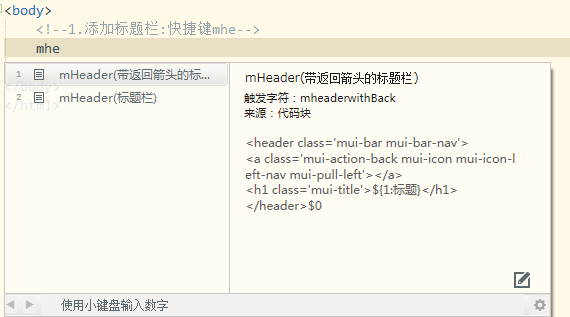 <body>
<!--1.添加标题栏:快捷键mhe-->
mhe
1 mHeader(带返回箭头的标...
2 mHeader(标题栏)
</body>
</html>
mHeader(带返回箭头的标题栏)
触发字符：mheaderwithBack
来源：代码块
<header class='mui-bar mui-bar-nav'>
<a class='mui-action-back mui-icon mui-icon-l
eft-nav mui-pull-left'></a>
<h1 class='mui-title'>${1:标题}</h1>
</header>$0
使用小键盘输入数字